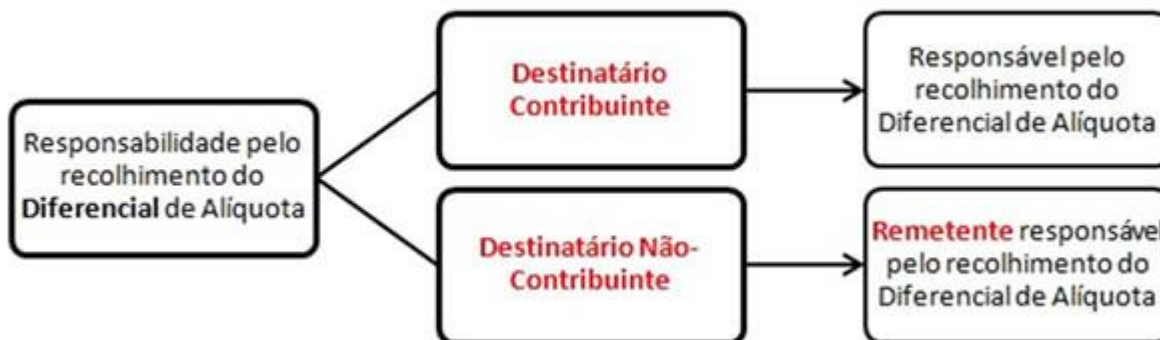 Responsabilidade pelo
recolhimento do
Diferencial de Alíquota
Destinatário
Contribuinte
Responsável pelo
recolhimento do
Diferencial de Alíquota
Destinatário Não-
Contribuinte
Remetente responsável
pelo recolhimento do
Diferencial de Alíquota